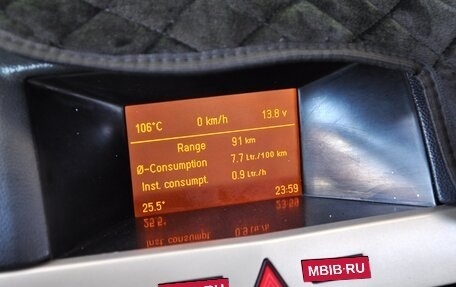 106°C 0 km/h 13.8 v
Range 91 km
Ø-Consumption 7.7 Ltr./100 km
Inst. consumpt. 0.9 Ltr./h
23:59
25.5°
MBIB.RU